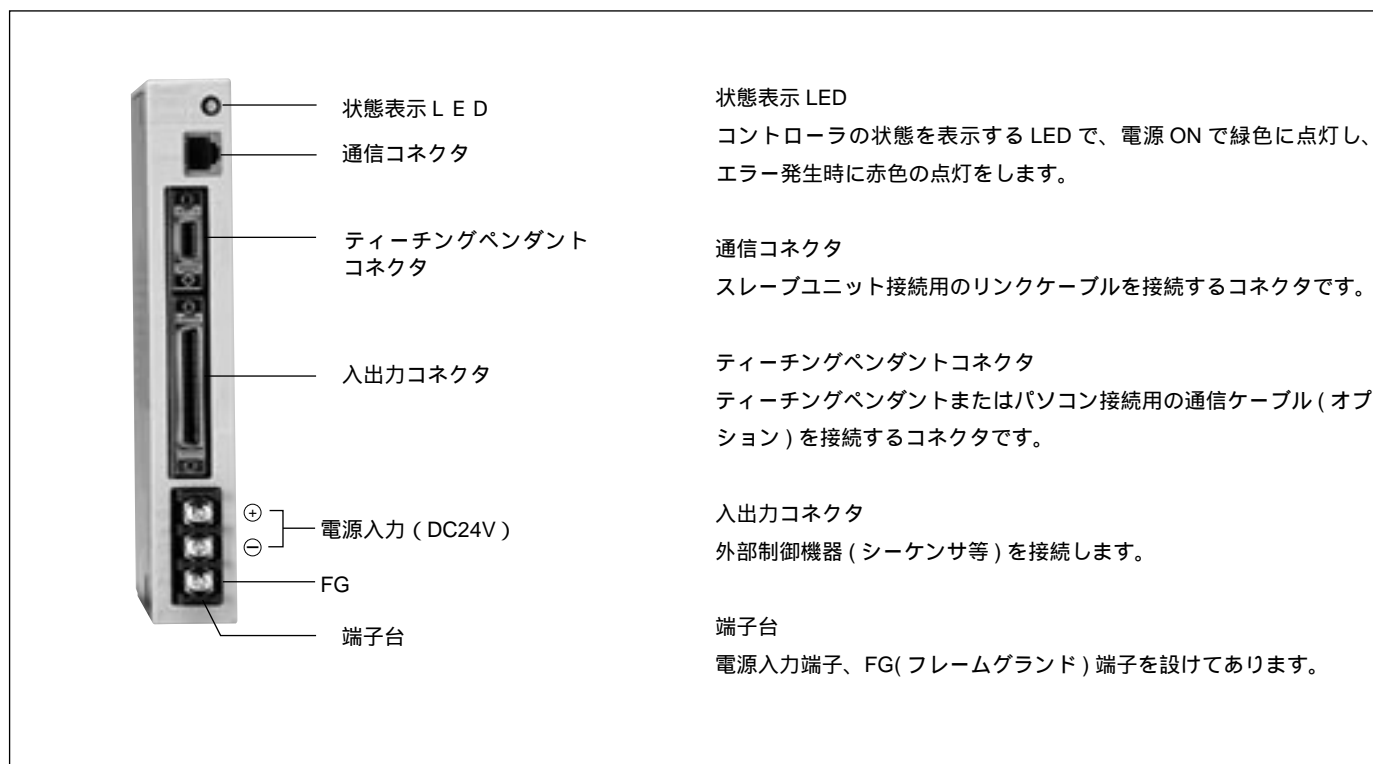 状態表示ＬＥＤ
通信コネクタ
ティーチングペンダント
コネクタ
入出力コネクタ
⊕
⊖
電源入力 ( DC24V )
FG
端子台
状態表示 LED
コントローラの状態を表示する LED で、電源 ON で緑色に点灯し、
エラー発生時に赤色の点灯をします。
通信コネクタ
スレーブユニット接続用のリンクケーブルを接続するコネクタです。
ティーチングペンダントコネクタ
ティーチングペンダントまたはパソコン接続用の通信ケーブル ( オプ
ション ) を接続するコネクタです。
入出力コネクタ
外部制御機器 ( シーケンサ等 ) を接続します。
端子台
電源入力端子、FG( フレームグランド ) 端子を設けてあります。